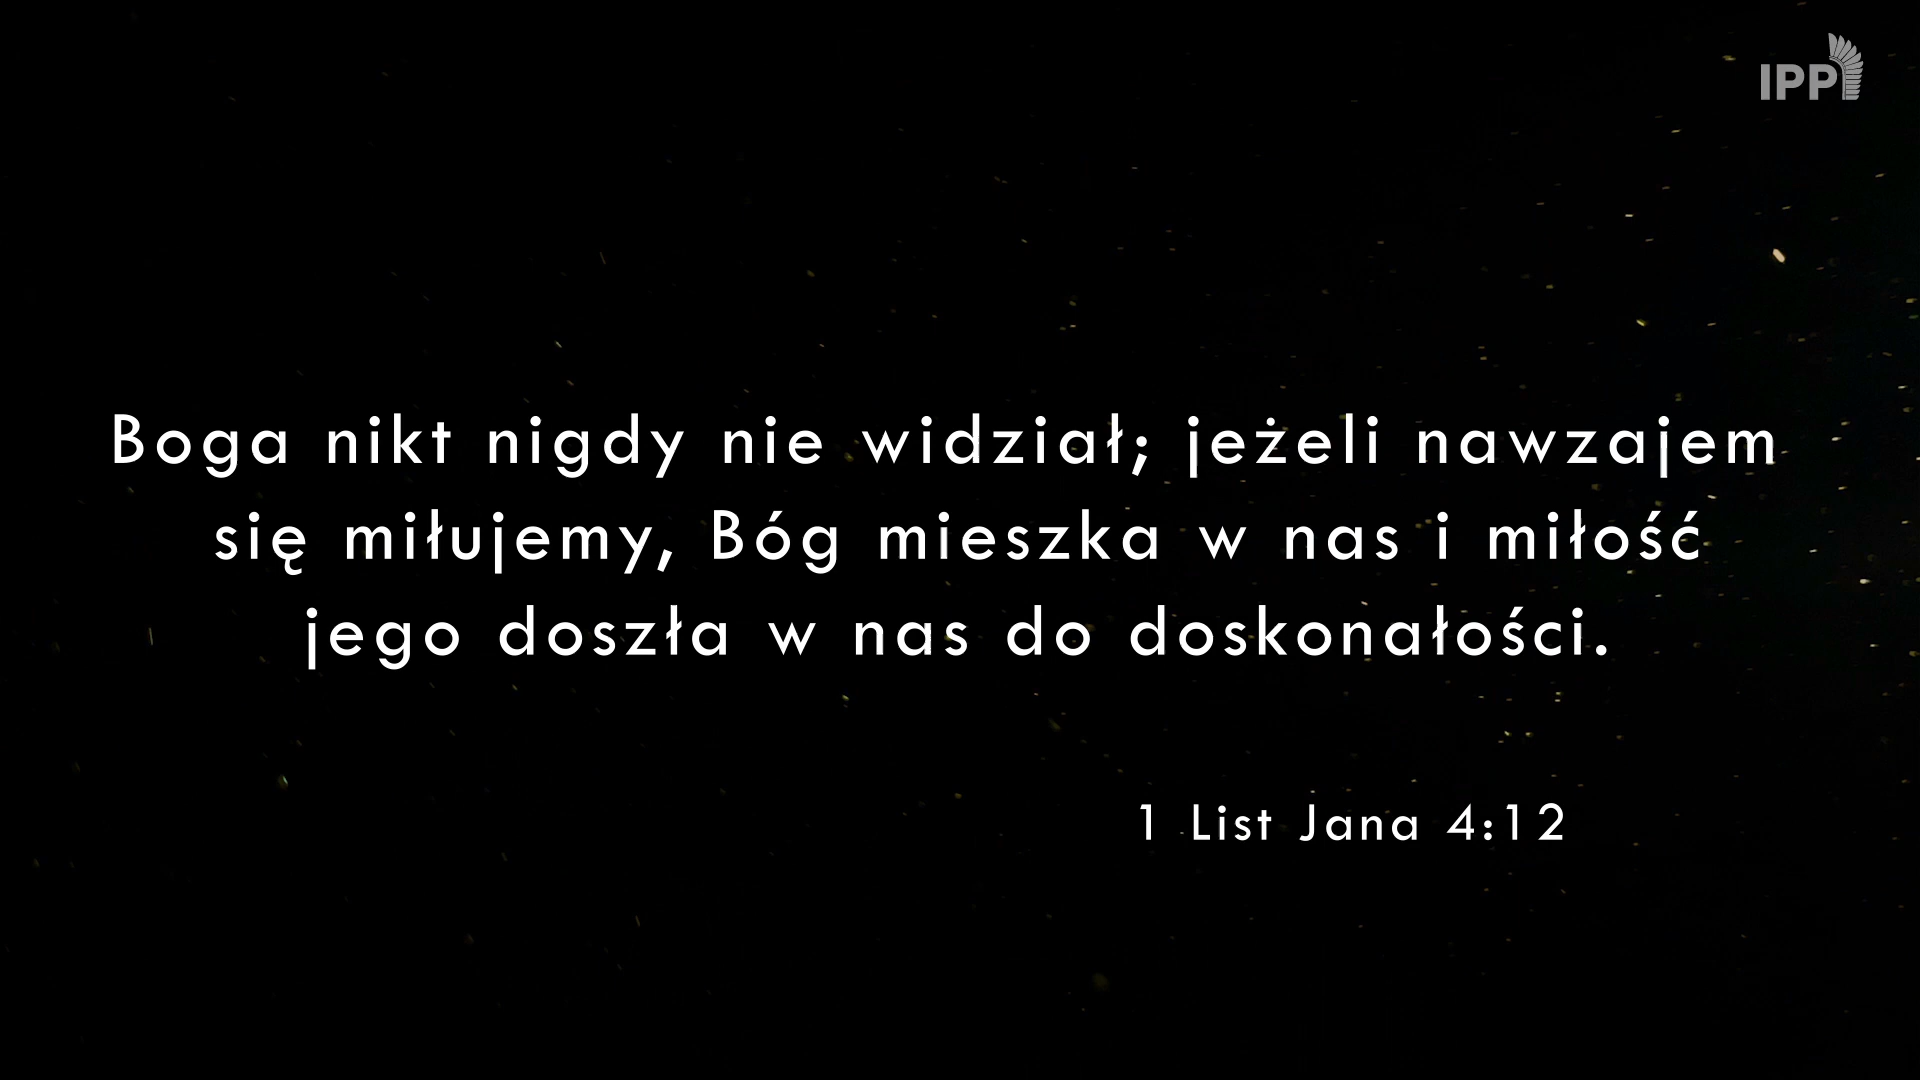 IPP
Boga nikt nigdy nie widział; jeżeli nawzajem
się miłujemy, Bóg mieszka w nas i miłość
jego doszła w nas do doskonałości.
1 List Jana 4:12